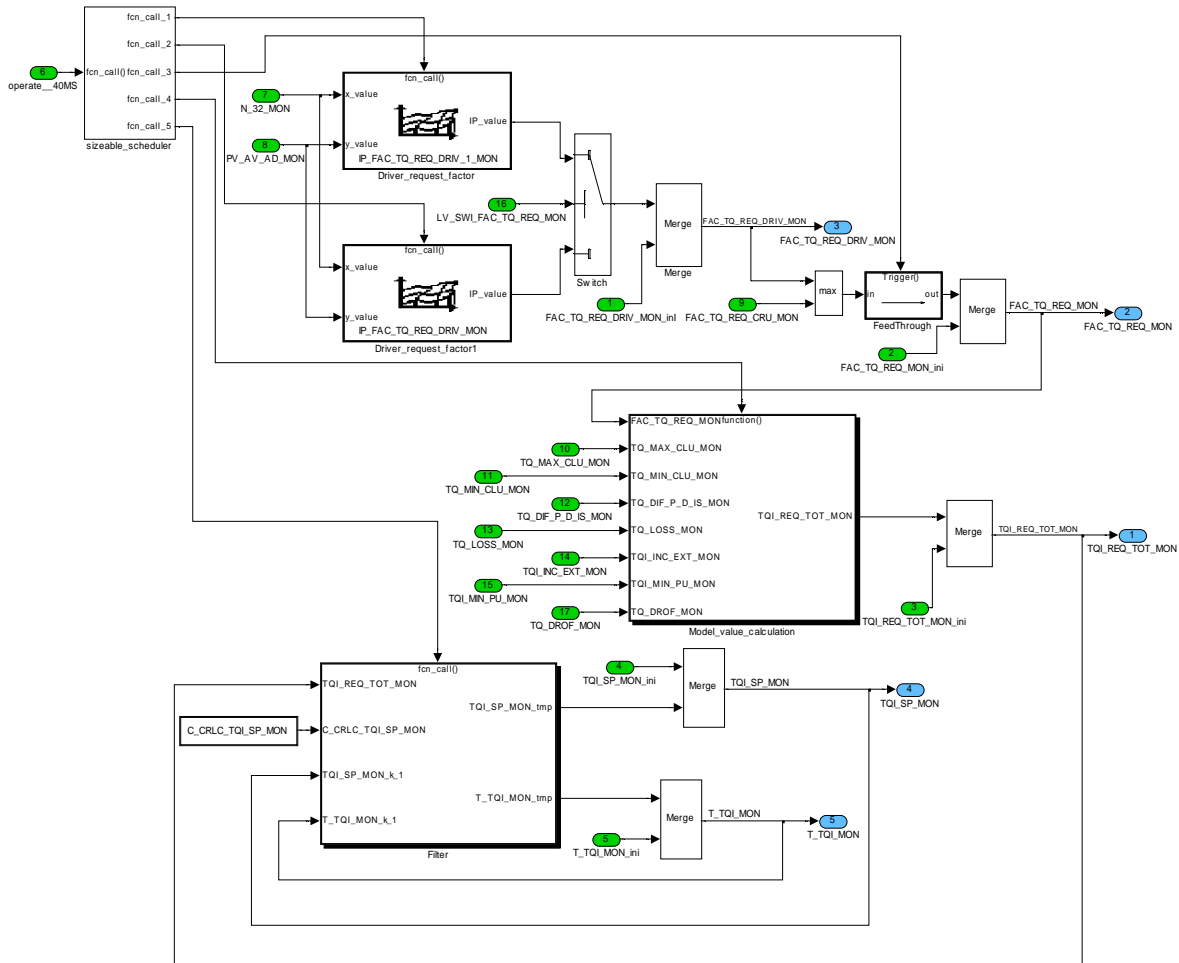 fcn_call_1
fcn_call_2
fcn_call() fcn_call_3
fcn_call_4
fcn_call_5
sizeable_scheduler
6
operate__40MS
7
N_32_MON
8
PV_AV_AD_MON
fcn_call()
x_value
IP_value
y_value
IP_FAC_TQ_REQ_DRIV_1_MON
Driver_request_factor
16
LV_SWI_FAC_TQ_REQ_MON
fcn_call()
x_value
IP_value
y_value
IP_FAC_TQ_REQ_DRIV_MON
Driver_request_factor1
Switch
1
FAC_TQ_REQ_DRIV_MON_inI
Merge
Merge
FAC_TQ_REQ_DRIV_MON
3
FAC_TQ_REQ_DRIV_MON
9
FAC_TQ_REQ_CRU_MON
max
Trigger()
in
out
FeedThrough
2
FAC_TQ_REQ_MON_ini
Merge
FAC_TQ_REQ_MON
2
FAC_TQ_REQ_MON
FAC_TQ_REQ_MON function()
10
TQ_MAX_CLU_MON
TQ_MAX_CLU_MON
11
TQ_MIN_CLU_MON
TQ_MIN_CLU_MON
12
TQ_DIF_P_D_IS_MON
TQ_DIF_P_D_IS_MON
13
TQ_LOSS_MON
TQ_LOSS_MON
14
TQI_INC_EXT_MON
TQI_INC_EXT_MON
15
TQI_MIN_PU_MON
TQI_MIN_PU_MON
17
TQ_DROF_MON
TQ_DROF_MON
TQI_REQ_TOT_MON
Model_value_calculation
3
TQI_REQ_TOT_MON_ini
Merge
TQI_REQ_TOT_MON
1
TQI_REQ_TOT_MON
fcn_call()
TQI_REQ_TOT_MON
C_CRLC_TQI_SP_MON
C_CRLC_TQI_SP_MON
TQI_SP_MON_k_1
T_TQI_MON_k_1
TQI_SP_MON_tmp
T_TQI_MON_tmp
Filter
4
TQI_SP_MON_ini
Merge
TQI_SP_MON
4
TQI_SP_MON
5
T_TQI_MON_ini
Merge
T_TQI_MON
5
T_TQI_MON